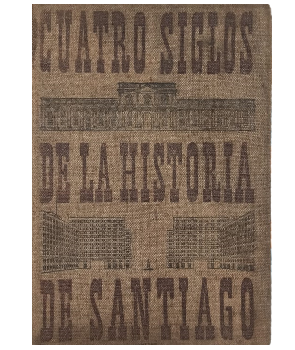 CUATRO SIGLOS
DE LA HISTORIA
DE SANTIAGO